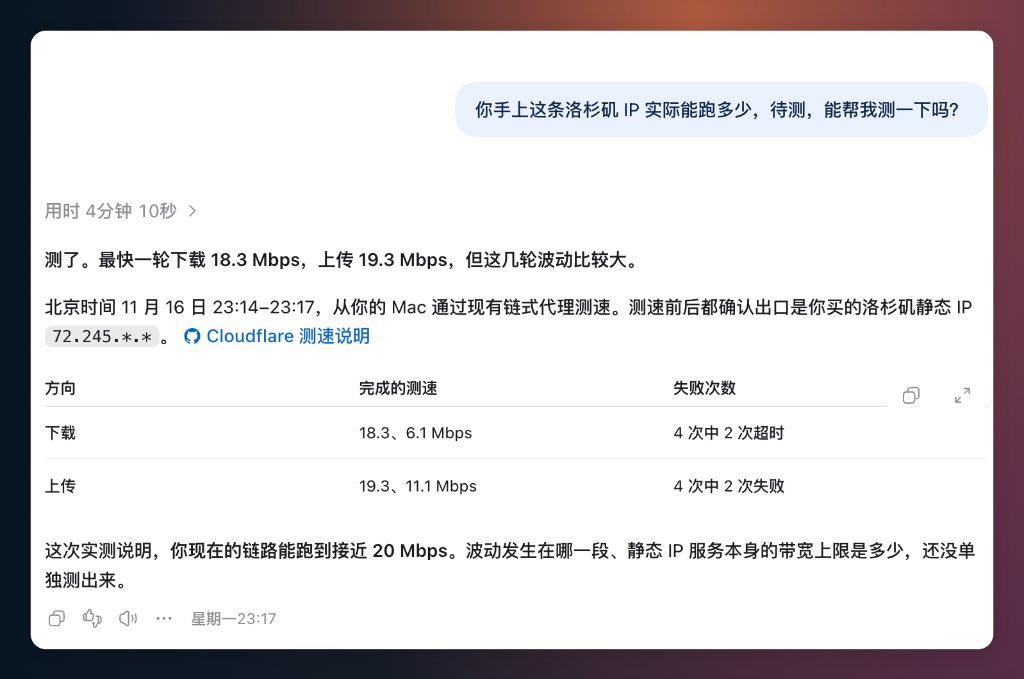 你手上这条洛杉矶 IP 实际能跑多少，待测，能帮我测一下吗？
用时 4分钟 10秒
测了。最快一轮下载 18.3 Mbps，上传 19.3 Mbps，但这几轮波动比较大。
北京时间 11 月 16 日 23:14–23:17，从你的 Mac 通过现有链式代理测速。测速前后都确认出口是你买的洛杉矶静态 IP
72.245.*.* 。 Cloudflare 测速说明
方向 完成的测速 失败次数
下载 18.3、6.1 Mbps 4 次中 2 次超时
上传 19.3、11.1 Mbps 4 次中 2 次失败
这次实测说明，你现在的链路能跑到接近 20 Mbps。波动发生在哪一段、静态 IP 服务本身的带宽上限是多少，还没单
独测出来。
星期一23:17